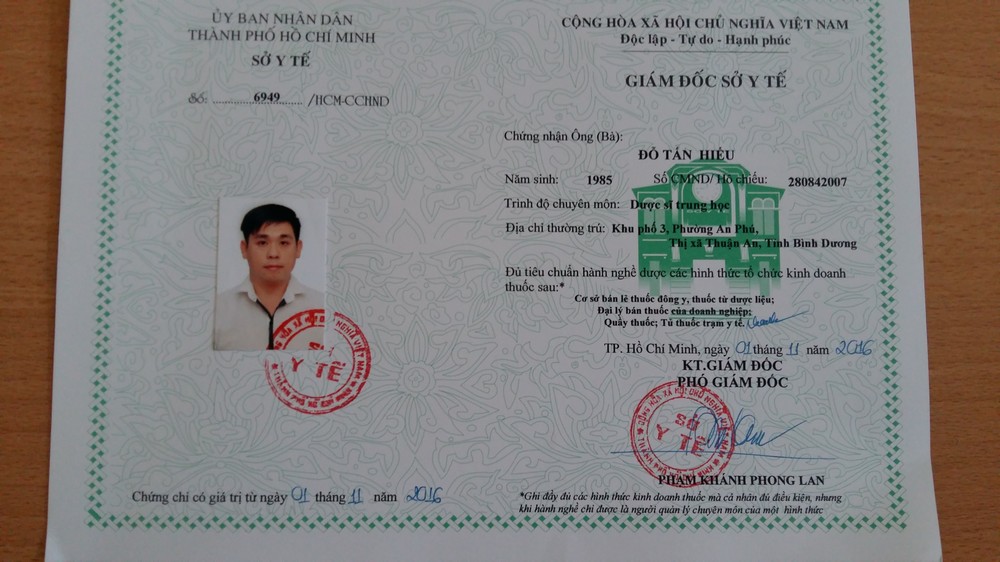 ỦY BAN NHÂN DÂN
THÀNH PHỐ HỒ CHÍ MINH
SỞ Y TẾ
Số: 6949 /HCM-CCHND
Chứng chỉ có giá trị từ ngày 01 tháng 11 năm 2016
CỘNG HÒA XÃ HỘI CHỦ NGHĨA VIỆT NAM
Độc lập - Tự do - Hạnh phúc
GIÁM ĐỐC SỞ Y TẾ
Chứng nhận Ông (Bà):
ĐỖ TẤN HIẾU
Năm sinh: 1985 Số CMND/ Hộ chiếu: 280842007
Trình độ chuyên môn: Dược sĩ trung học
Địa chỉ thường trú: Khu phố 3, Phường An Phú,
Thị xã Thuận An, Tỉnh Bình Dương
Đủ tiêu chuẩn hành nghề dược các hình thức tổ chức kinh doanh
thuốc sau:*
Cơ sở bán lẻ thuốc đông y, thuốc từ dược liệu;
Đại lý bán thuốc của doanh nghiệp;
Quầy thuốc; Tủ thuốc trạm y tế.
TP. Hồ Chí Minh, ngày 01 tháng 11 năm 2016
KT.GIÁM ĐỐC
PHÓ GIÁM ĐỐC
SỞ
Y TẾ
PHẠM KHÁNH PHONG LAN
*Ghi đầy đủ các hình thức kinh doanh thuốc mà cá nhân đủ điều kiện, nhưng
khi hành nghề chỉ được là người quản lý chuyên môn của một hình thức
SỞ
Y TẾ